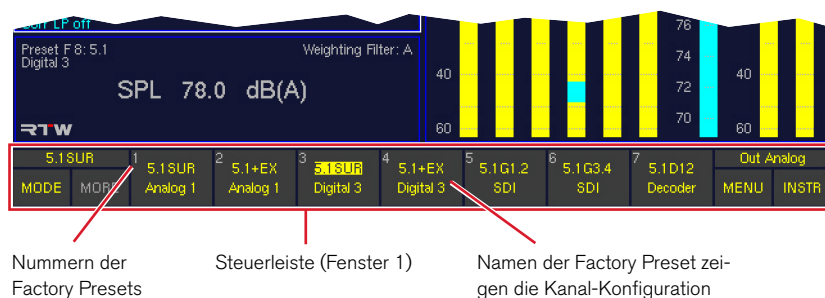 Corr LP off
76
Preset F 8: 5.1
Weighting Filter: A
Digital 3
74
40
72
40
SPL 78.0 dB(A)
70
RTW
60
60
5.1SUR
1
5.1SUR
Analog 1
2
5.1+EX
Analog 1
3
5.1SUR
Digital 3
4
5.1+EX
Digital 3
5
5.1G1.2
SDI
6
5.1G3.4
SDI
7
5.1D12
Decoder
Out Analog
MODE
MORE
MENU
INSTR
Nummern der
Factory Presets
Steuerleiste (Fenster 1)
Namen der Factory Preset zei-
gen die Kanal-Konfiguration